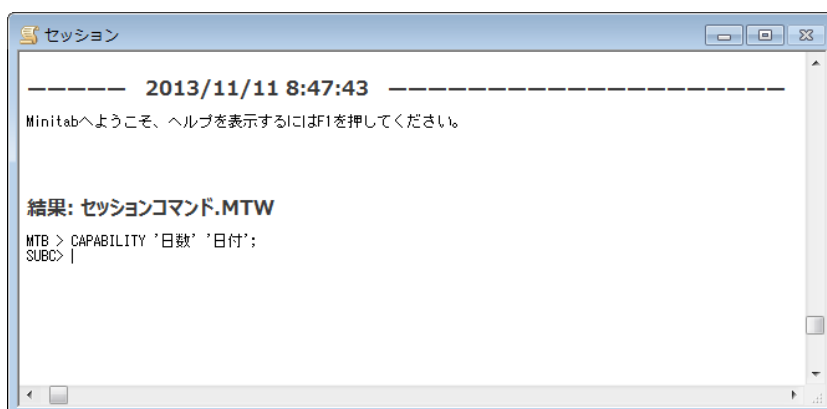 セッション
————— 2013/11/11 8:47:43 ————————————————————
Minitabへようこそ、ヘルプを表示するにはF1を押してください。
結果: セッションコマンド.MTW
MTB > CAPABILITY '日数' '日付';
SUBC> |